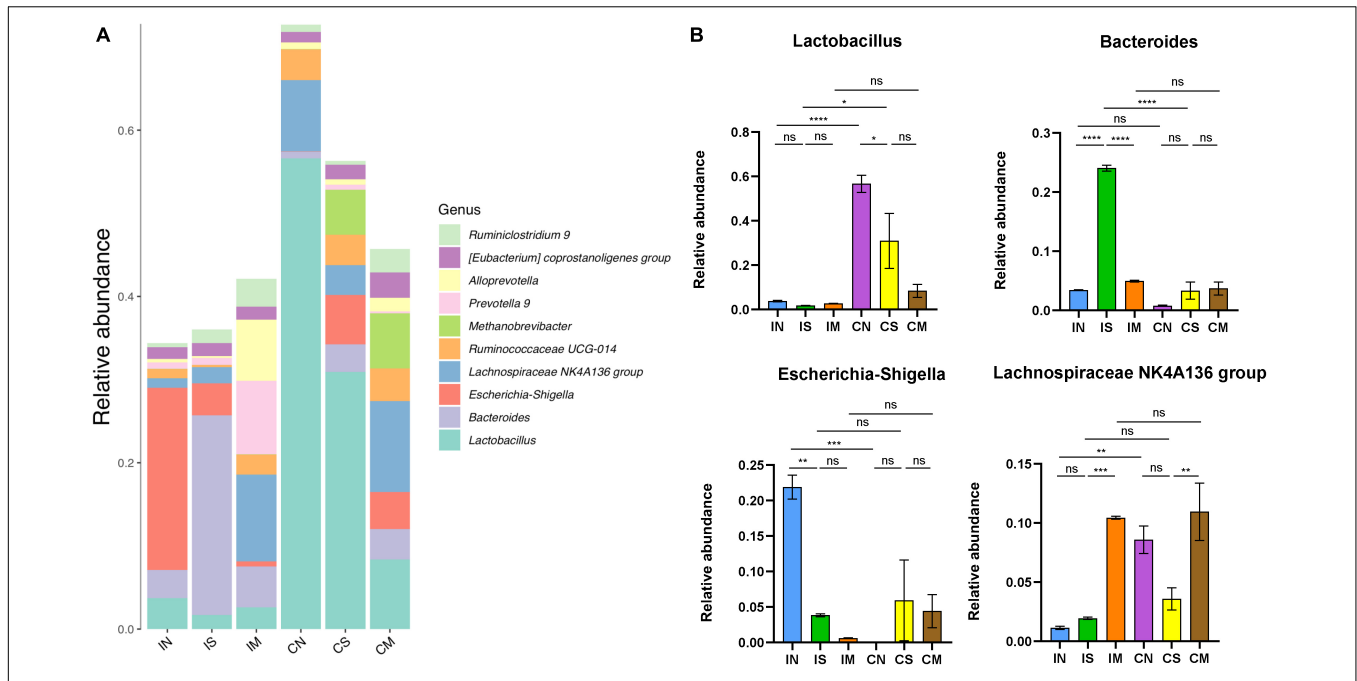 A
Relative abundance
0.6
0.4
0.2
0.0
IN IS IM CN CS CM
Genus
Ruminiclostridium 9
[Eubacterium] coprostanoligenes group
Alloprevotella
Prevotella 9
Methanobrevibacter
Ruminococcaceae UCG-014
Lachnospiraceae NK4A136 group
Escherichia-Shigella
Bacteroides
Lactobacillus
B
Lactobacillus
ns
*
****
ns ns * ns
Relative abundance
0.8
0.6
0.4
0.2
0.0
IN IS IM CN CS CM
Bacteroides
ns
****
ns
**** **** ns ns
Relative abundance
0.3
0.2
0.1
0.0
IN IS IM CN CS CM
Escherichia-Shigella
ns
ns
***
** ns ns ns
Relative abundance
0.25
0.20
0.15
0.10
0.05
0.00
IN IS IM CN CS CM
Lachnospiraceae NK4A136 group
ns
ns
**
ns *** ns **
Relative abundance
0.15
0.10
0.05
0.00
IN IS IM CN CS CM